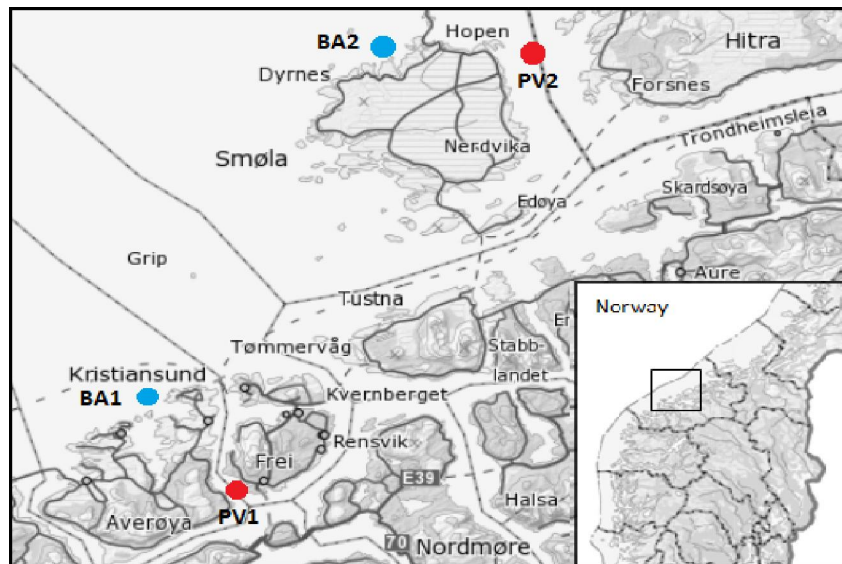 Hopen
BA2
Hitra
Dyrnes
PV2
Forsnes
Trondheimsleia
Nerdvika
Smøla
Skardsøya
Edøya
Grip
Aure
Tustna
Norway
Er
Tømmervåg
Stabb-
landet
Kristiansund
BA1
Kvernberget
Rensvik
Frei
E39
Halsa
PV1
Averøya
70
Nordmøre